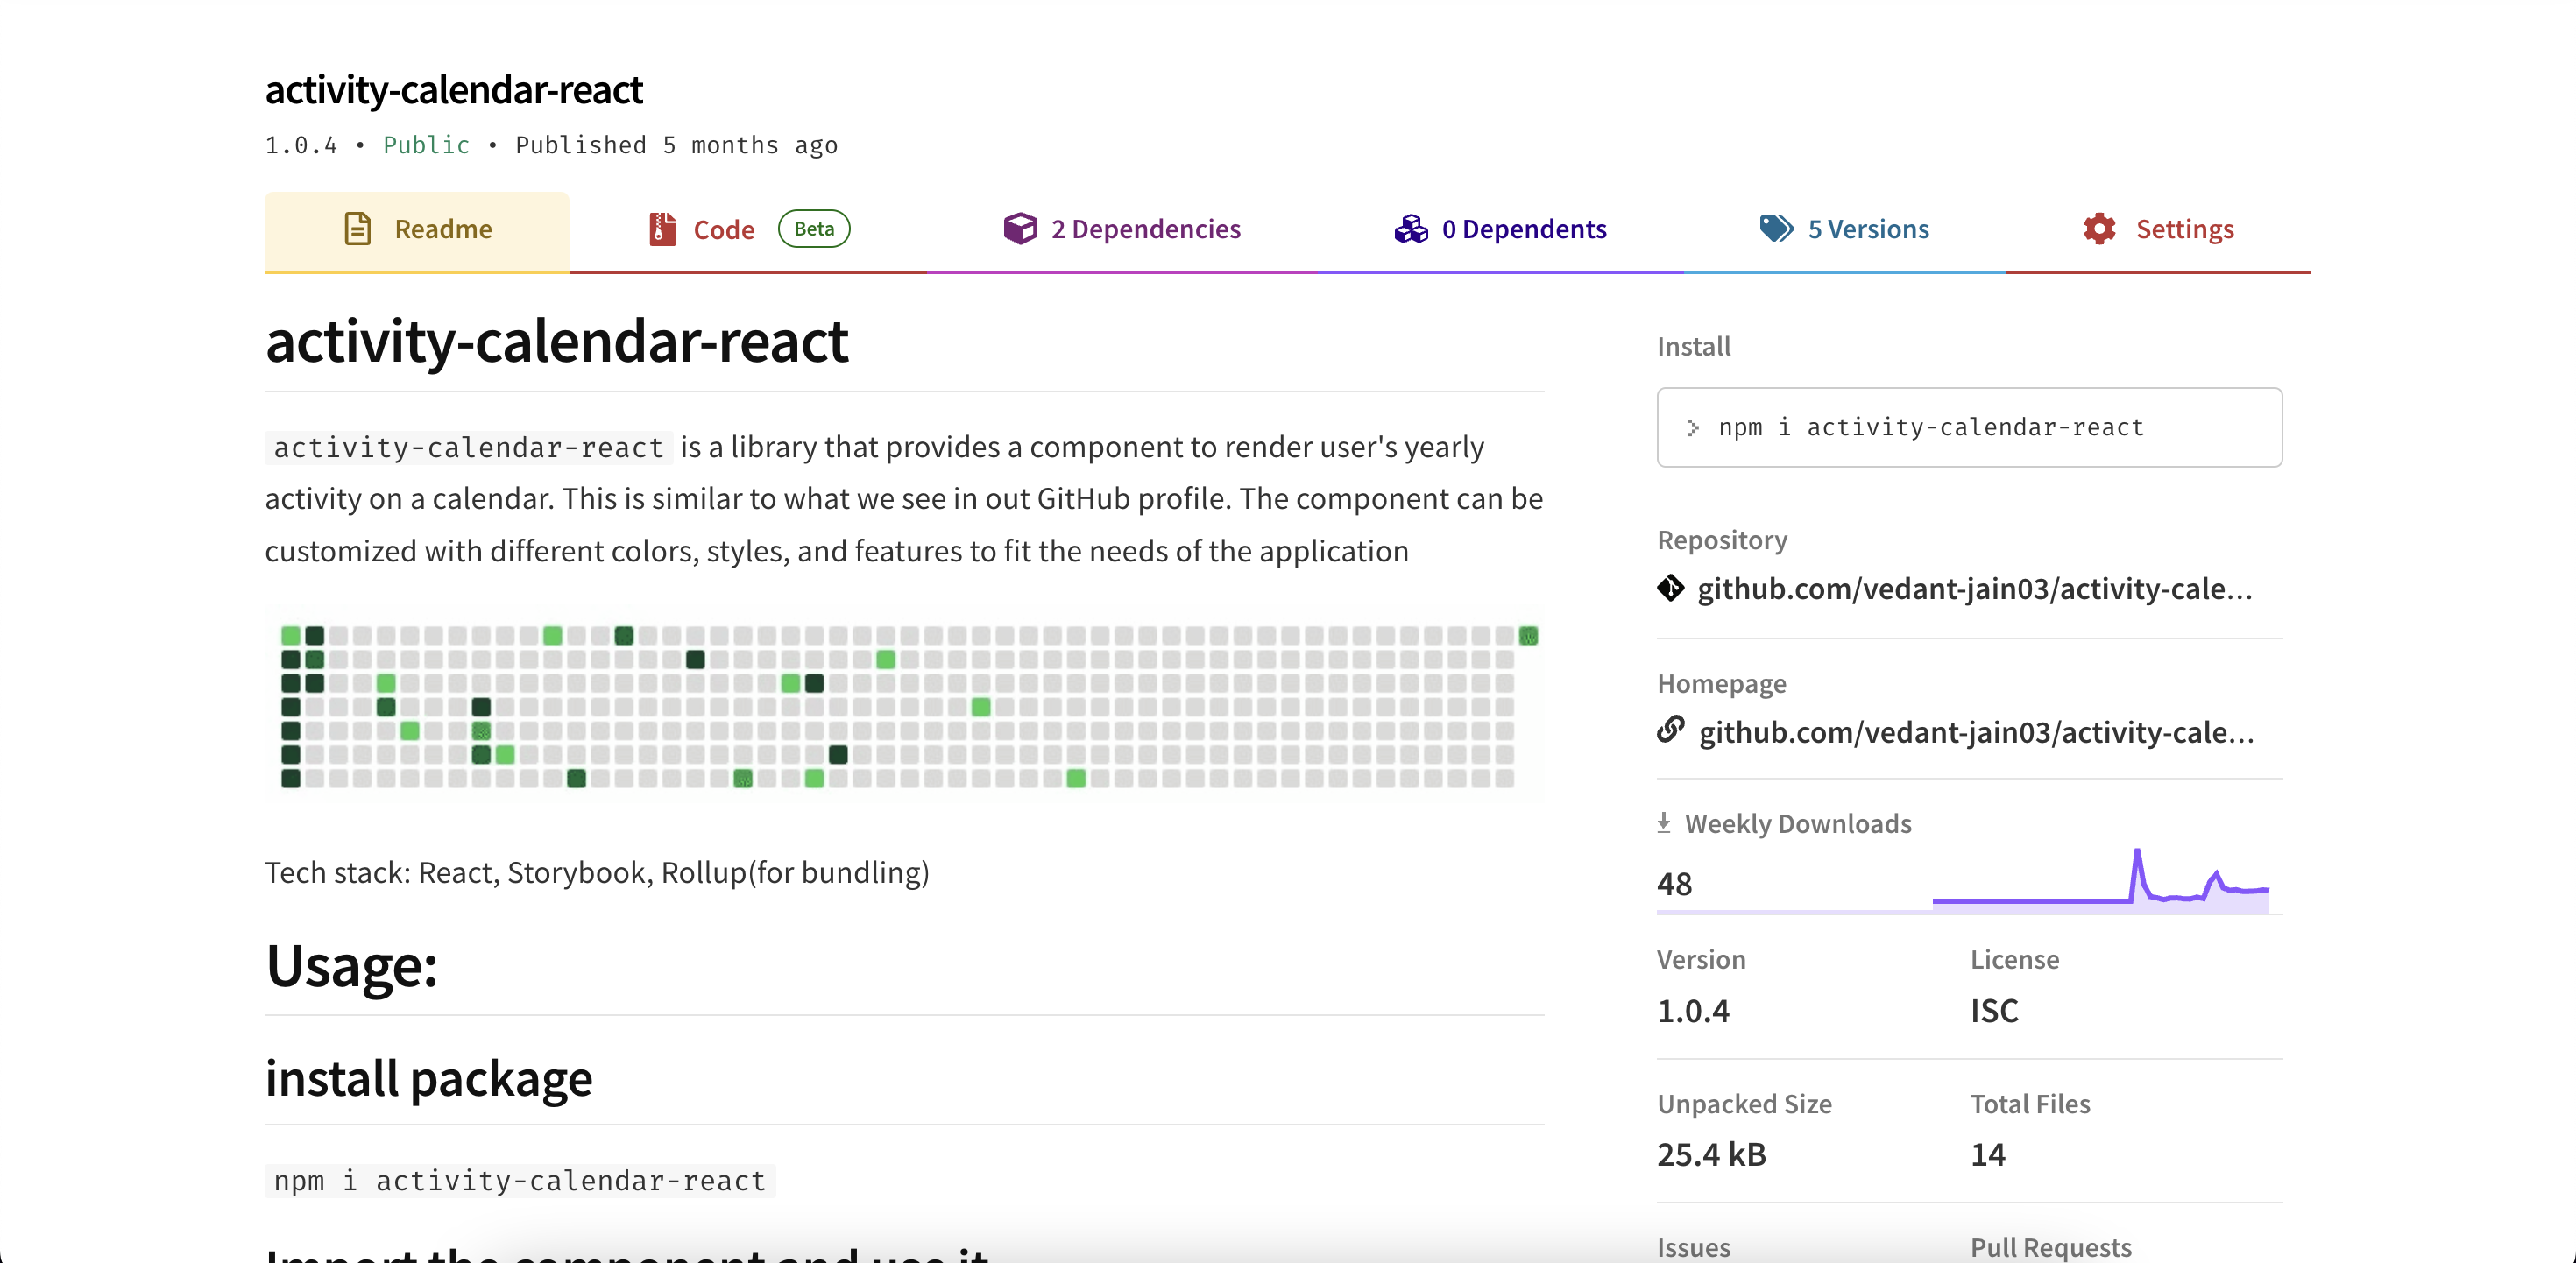 activity-calendar-react
1.0.4 • Public • Published 5 months ago
Readme
Code Beta
2 Dependencies
0 Dependents
5 Versions
Settings
activity-calendar-react
activity-calendar-react is a library that provides a component to render user's yearly
activity on a calendar. This is similar to what we see in out GitHub profile. The component can be
customized with different colors, styles, and features to fit the needs of the application
Tech stack: React, Storybook, Rollup(for bundling)
Usage:
install package
npm i activity-calendar-react
Import the component and use it
Install
npm i activity-calendar-react
Repository
github.com/vedant-jain03/activity-cale...
Homepage
github.com/vedant-jain03/activity-cale...
Weekly Downloads
48
Version
License
1.0.4
ISC
Unpacked Size
Total Files
25.4 kB
14
Issues
Pull Requests